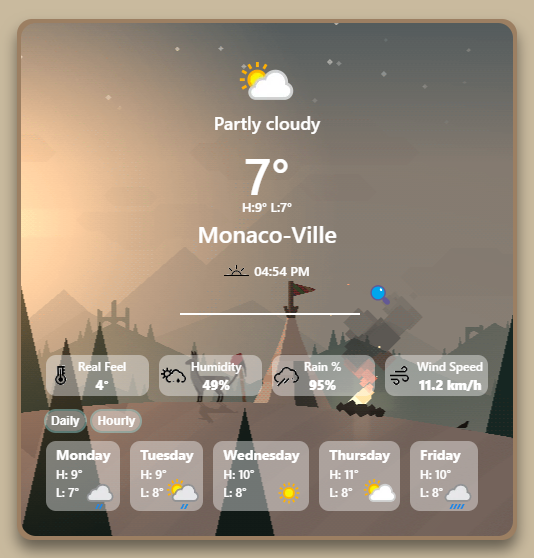 Partly cloudy
7°
H:9° L:7°
Monaco-Ville
04:54 PM
Real Feel
4°
Humidity
49%
Rain %
95%
Wind Speed
11.2 km/h
Daily Hourly
Monday
H: 9°
L: 7°
Tuesday
H: 9°
L: 8°
Wednesday
H: 10°
L: 8°
Thursday
H: 11°
L: 8°
Friday
H: 10°
L: 8°